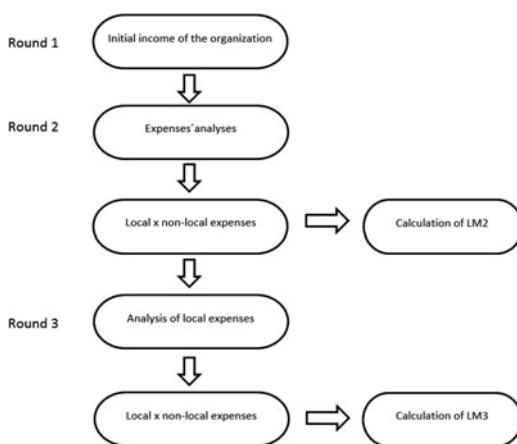 Round 1
Initial income of the organization
Round 2
Expenses´analyses
Local x non-local expenses
Calculation of LM2
Round 3
Analysis of local expenses
Local x non-local expenses
Calculation of LM3